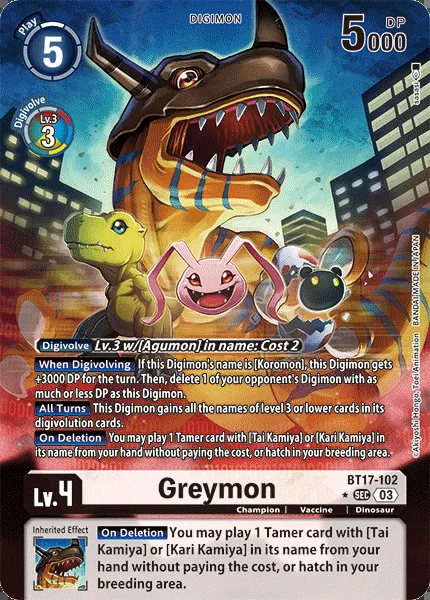 DIGIMON
Play
5
DP
5000
Digivolve
Lv.3
3
Digivolve Lv.3 w/[Agumon] in name: Cost 2
When Digivolving If this Digimon's name is [Koromon], this Digimon gets
+3000 DP for the turn. Then, delete 1 of your opponent's Digimon with as
much or less DP as this Digimon.
All Turns This Digimon gains all the names of level 3 or lower cards in its
digivolution cards.
On Deletion You may play 1 Tamer card with [Tai Kamiya] or [Kari Kamiya] in
its name from your hand without paying the cost, or hatch in your breeding area.
©Akiyoshi Hongo, Toei Animation BANDAI MADE IN JAPAN
Lv.4
Greymon
BT17-102
SEC 03
Champion | Vaccine | Dinosaur
Inherited Effect
On Deletion You may play 1 Tamer card with [Tai
Kamiya] or [Kari Kamiya] in its name from your
hand without paying the cost, or hatch in your
breeding area.